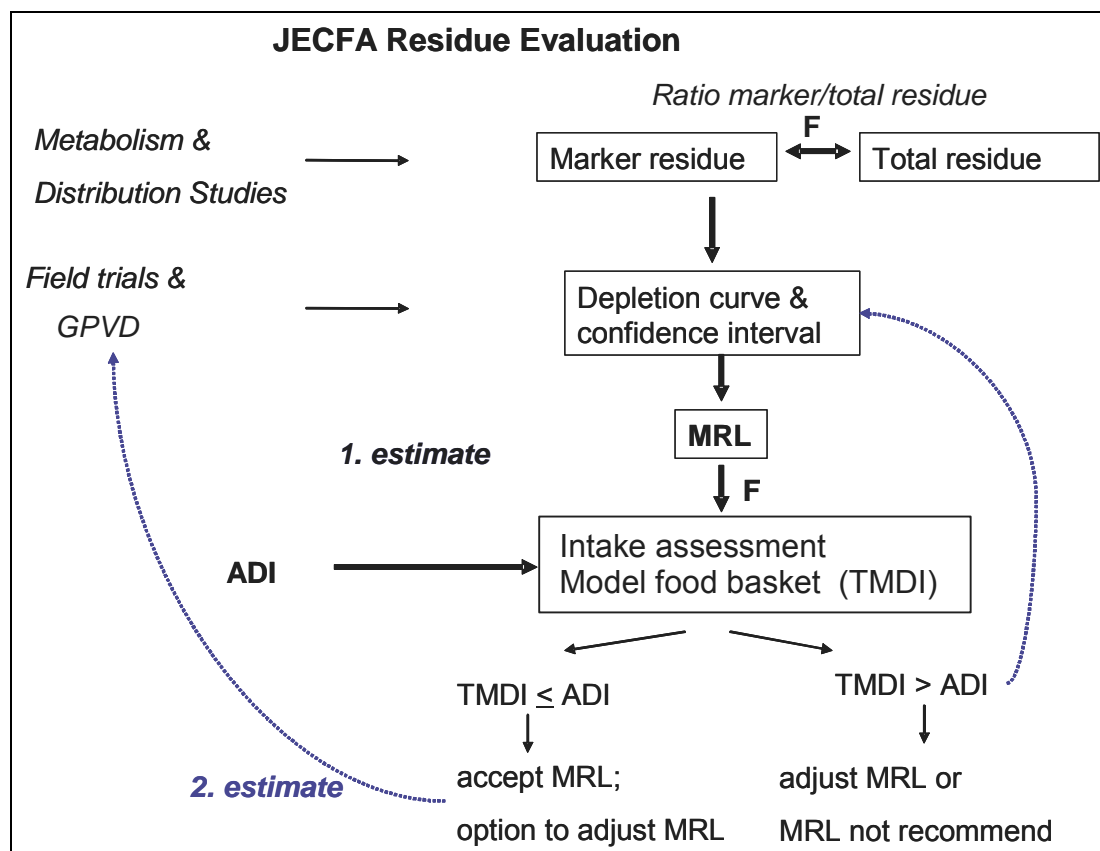 JECFA Residue Evaluation
Ratio marker/total residue
F
Metabolism &
Distribution Studies
Marker residue
Total residue
Field trials &
GPVD
Depletion curve &
confidence interval
MRL
1. estimate
F
ADI
Intake assessment
Model food basket (TMDI)
TMDI ≤ ADI
TMDI > ADI
2. estimate
accept MRL;
option to adjust MRL
adjust MRL or
MRL not recommend